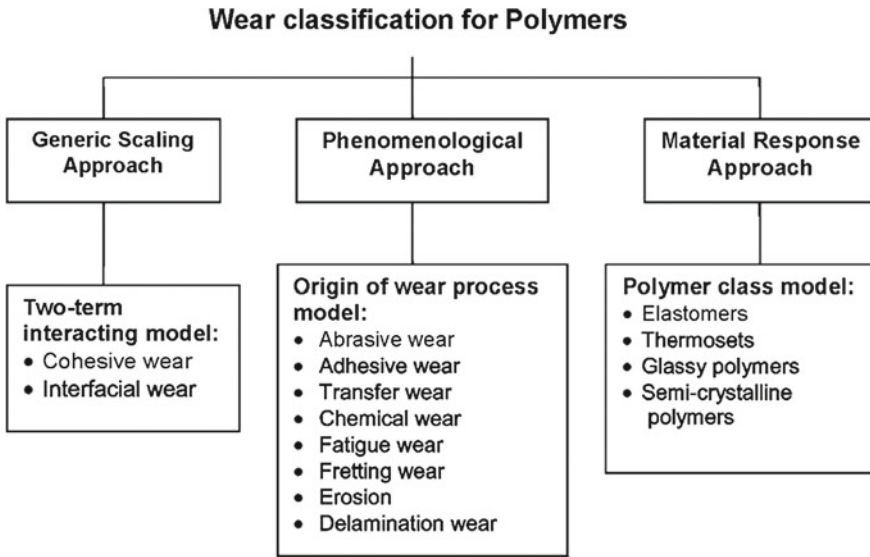 Wear classification for Polymers
Generic Scaling
Approach
Phenomenological
Approach
Material Response
Approach
Two-term
interacting model:
• Cohesive wear
• Interfacial wear
Origin of wear process
model:
• Abrasive wear
• Adhesive wear
• Transfer wear
• Chemical wear
• Fatigue wear
• Fretting wear
• Erosion
• Delamination wear
Polymer class model:
• Elastomers
• Thermosets
• Glassy polymers
• Semi-crystalline
polymers